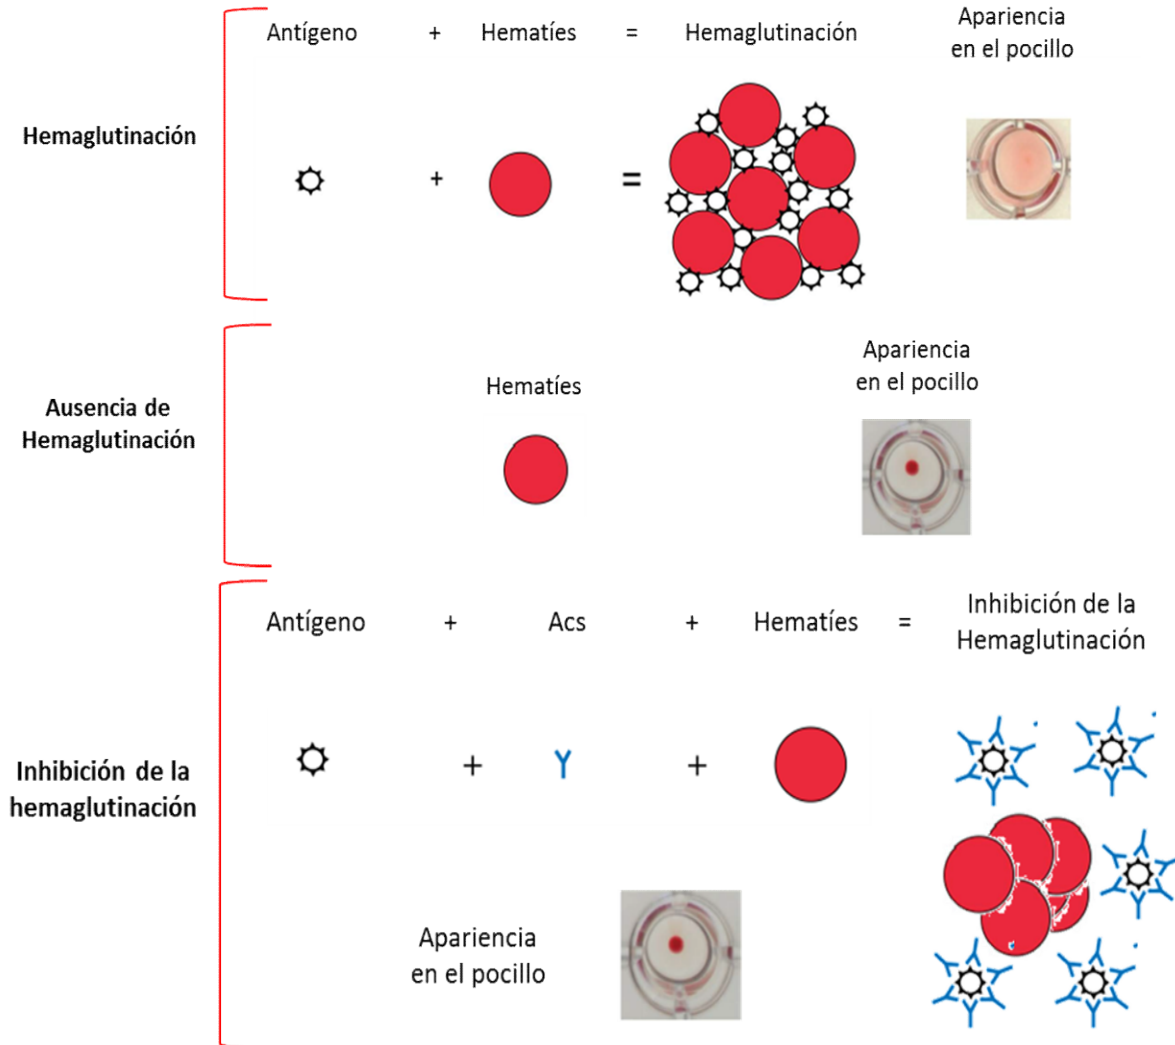 Antígeno + Hematíes = Hemaglutinación
Apariencia
en el pocillo
Hemaglutinación
+ =
Ausencia de
Hemaglutinación
Hematíes
Apariencia
en el pocillo
Antígeno + Acs + Hematíes =
Inhibición de la
Hemaglutinación
Inhibición de la
hemaglutinación
+ +
Apariencia
en el pocillo